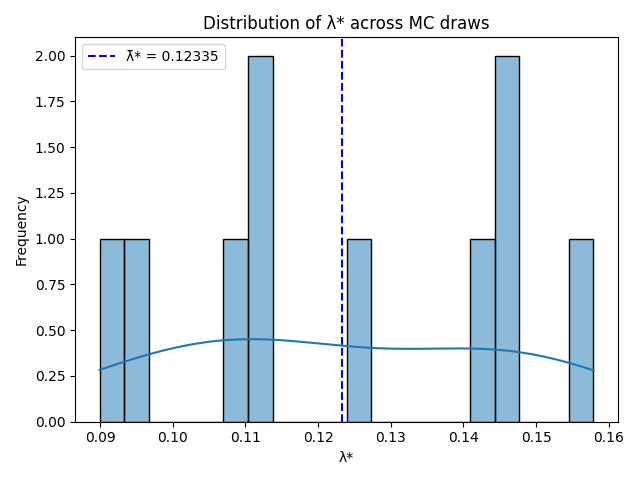 Distribution of λ* across MC draws
λ̄* = 0.12335
2.00
1.75
1.50
1.25
1.00
0.75
0.50
0.25
0.00
Frequency
0.09 0.10 0.11 0.12 0.13 0.14 0.15 0.16
λ*